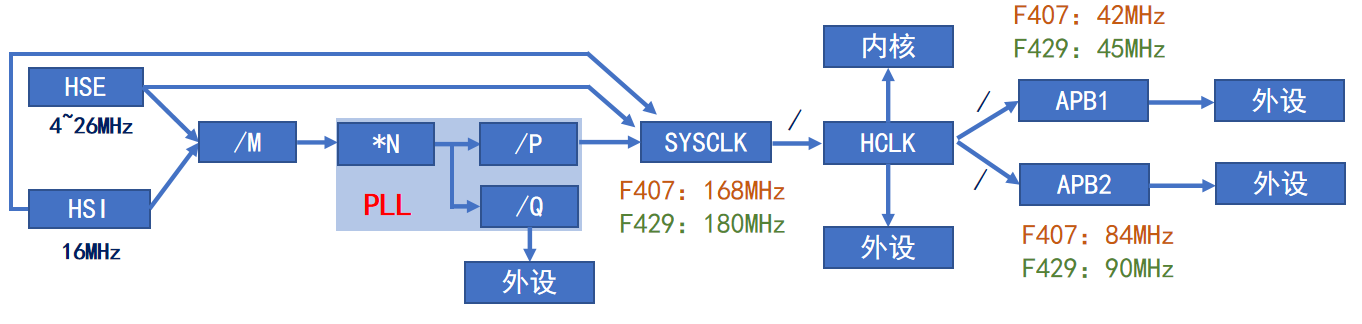 HSE
4~26MHz
HSI
16MHz
/M
*N
/P
/Q
PLL
外设
SYSCLK
F407：168MHz
F429：180MHz
/
内核
HCLK
外设
/
/
F407：42MHz
F429：45MHz
APB1
外设
APB2
外设
F407：84MHz
F429：90MHz